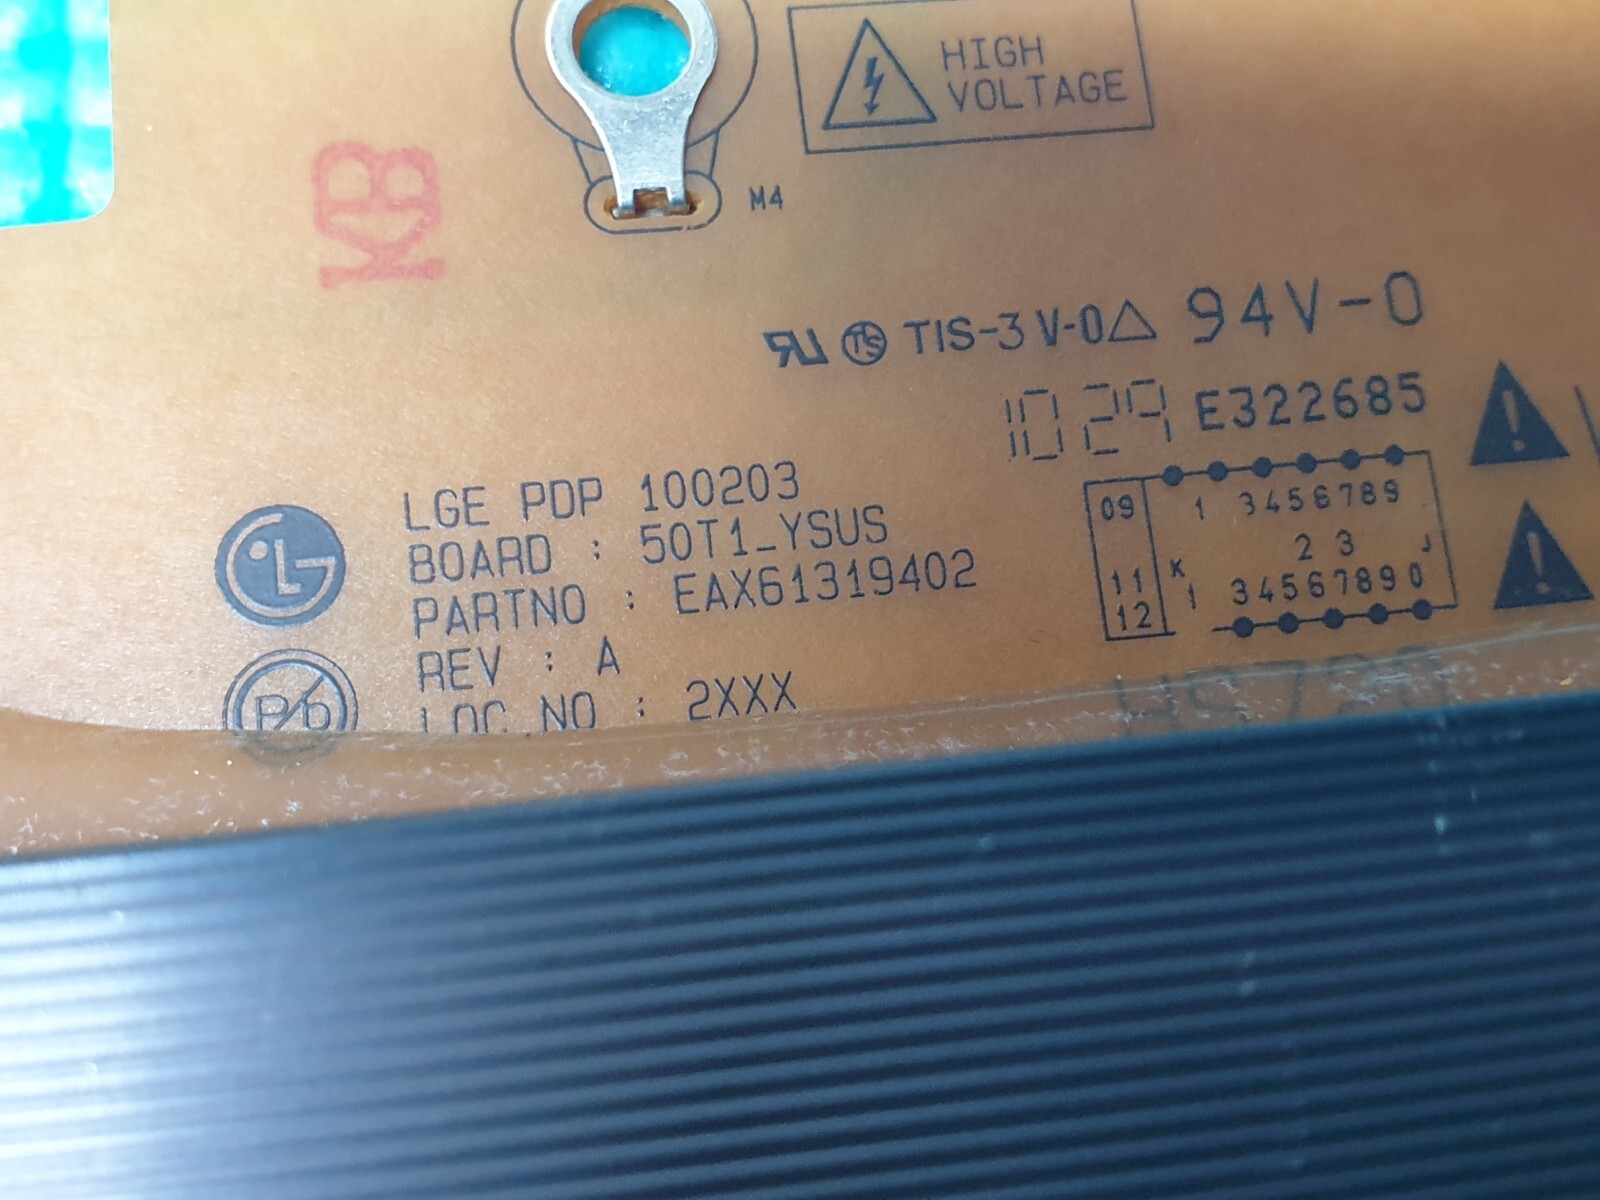 HIGH
VOLTAGE
KB
M4
TIS-3 V-0 94V-0
1029 E322685
LGE PDP 100203
BOARD : 50T1_YSUS
PARTNO : EAX61319402
REV : A
LOC NO : 2XXX
Pb
09 1 3456789
2 3 J
11 K
12 1 34567890